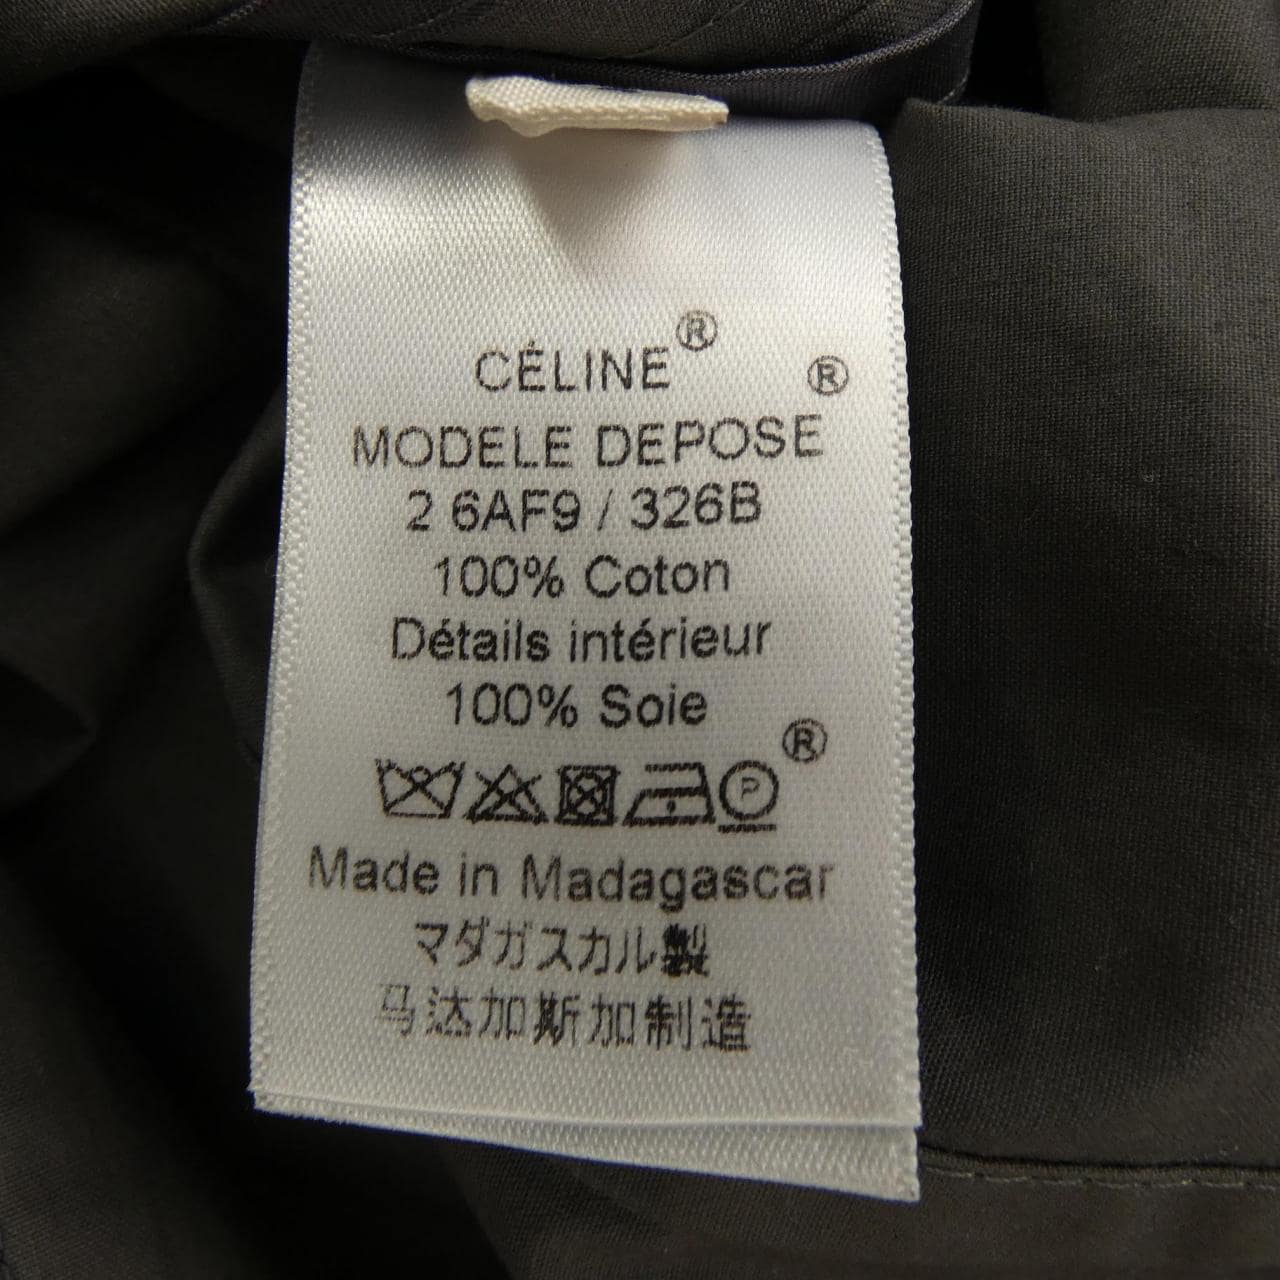 CÉLINE®
MODELE DEPOSE®
2 6AF9 / 326B
100% Coton
Détails intérieur
100% Soie
P ®
Made in Madagascar
マダガスカル製
马达加斯加制造